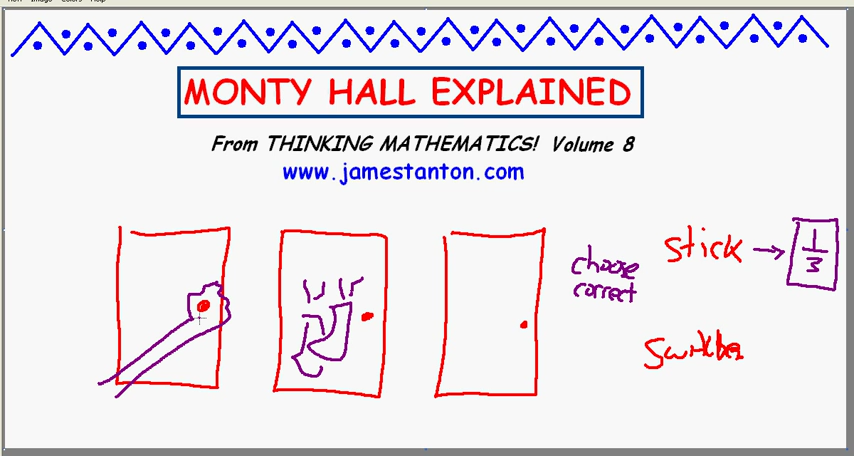 MONTY HALL EXPLAINED
From THINKING MATHEMATICS! Volume 8
www.jamestanton.com
choose
correct
stick → 1/3